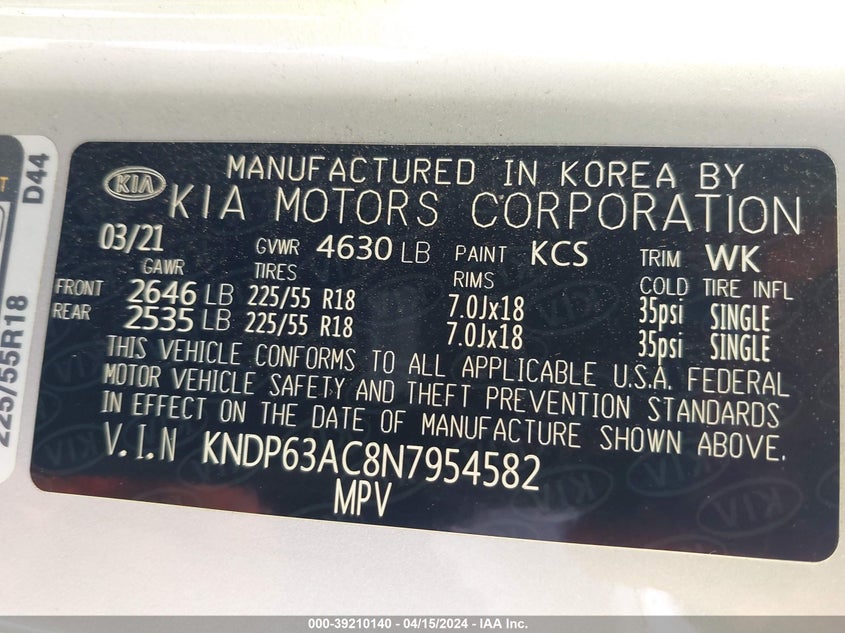 D44
225/55R18
KIA
MANUFACTURED IN KOREA BY
KIA MOTORS CORPORATION
03/21 GVWR 4630 LB PAINT KCS TRIM WK
GAWR TIRES RIMS COLD TIRE INFL
FRONT 2646 LB 225/55 R18 7.0Jx18 35psi SINGLE
REAR 2535 LB 225/55 R18 7.0Jx18 35psi SINGLE
THIS VEHICLE CONFORMS TO ALL APPLICABLE U.S.A. FEDERAL
MOTOR VEHICLE SAFETY AND THEFT PREVENTION STANDARDS
IN EFFECT ON THE DATE OF MANUFACTURE SHOWN ABOVE.
V.I.N KNDP63AC8N7954582
MPV
000-39210140 - 04/15/2024 - IAA Inc.